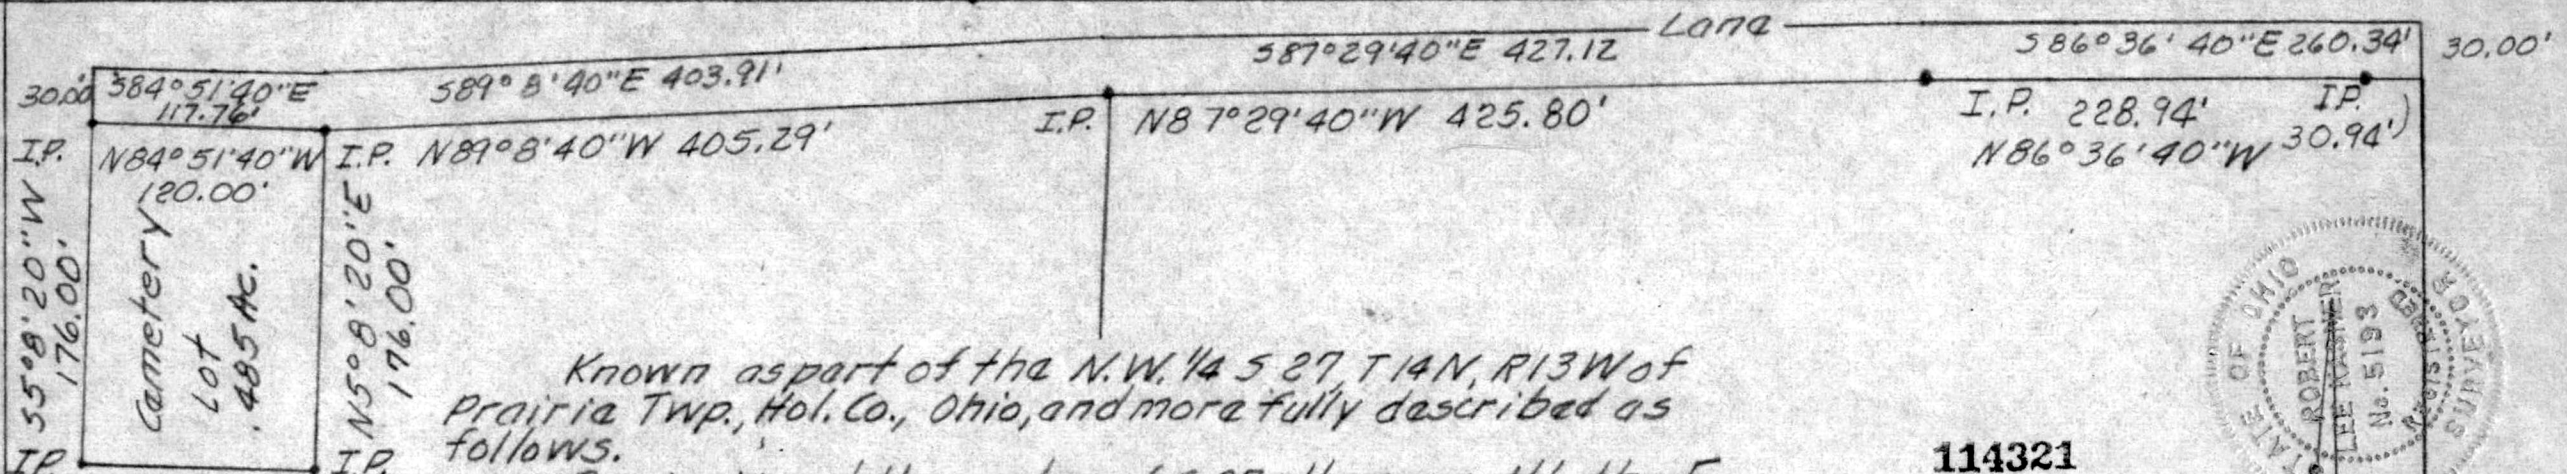 Lane
S87°29'40"E 427.12
S86°36'40"E 260.34' 30.00'
30.00 S84°51'40"E
117.76'
S89°8'40"E 403.91'
I.P. N84°51'40"W
120.00'
I.P. N89°8'40"W 405.29'
I.P. N87°29'40"W 425.80'
I.P. 228.94' I.P.
N86°36'40"W 30.94')
S5°8'20"W
176.00'
Cemetery
Lot
.485 Ac.
N5°8'20"E
176.00'
Known as part of the N.W. 1/4 S 27, T14N, R13W of
Prairie Twp., Hol. Co., Ohio, and more fully described as
follows.
I.P.
I.P.
114321
STATE OF OHIO
ROBERT
LEE
No. 5193
REGISTERED
SURVEYOR